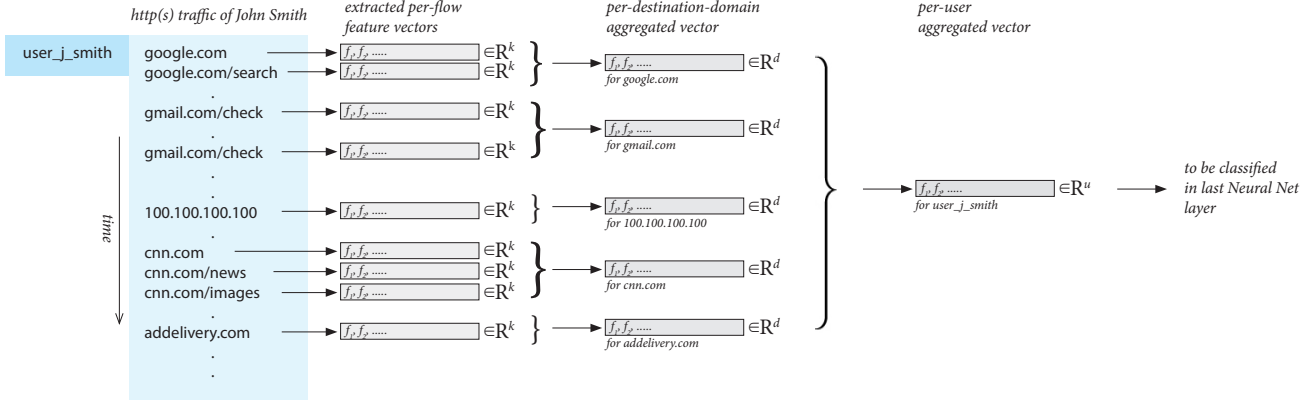 http(s) traffic of John Smith
extracted per-flow
feature vectors
per-destination-domain
aggregated vector
per-user
aggregated vector
user_j_smith
google.com
f₁, f₂, ..... ∈Rᵏ
google.com/search
f₁, f₂, ..... ∈Rᵏ
f₁, f₂, ..... ∈Rᵈ
for google.com
.
gmail.com/check
f₁, f₂, ..... ∈Rᵏ
.
gmail.com/check
f₁, f₂, ..... ∈Rᵏ
f₁, f₂, ..... ∈Rᵈ
for gmail.com
.
.
100.100.100.100
f₁, f₂, ..... ∈Rᵏ
f₁, f₂, ..... ∈Rᵈ
for 100.100.100.100
.
cnn.com
f₁, f₂, ..... ∈Rᵏ
cnn.com/news
f₁, f₂, ..... ∈Rᵏ
cnn.com/images
f₁, f₂, ..... ∈Rᵏ
f₁, f₂, ..... ∈Rᵈ
for cnn.com
.
addelivery.com
f₁, f₂, ..... ∈Rᵏ
f₁, f₂, ..... ∈Rᵈ
for addelivery.com
.
.
time
f₁, f₂, ..... ∈Rᵘ
for user_j_smith
to be classified
in last Neural Net
layer